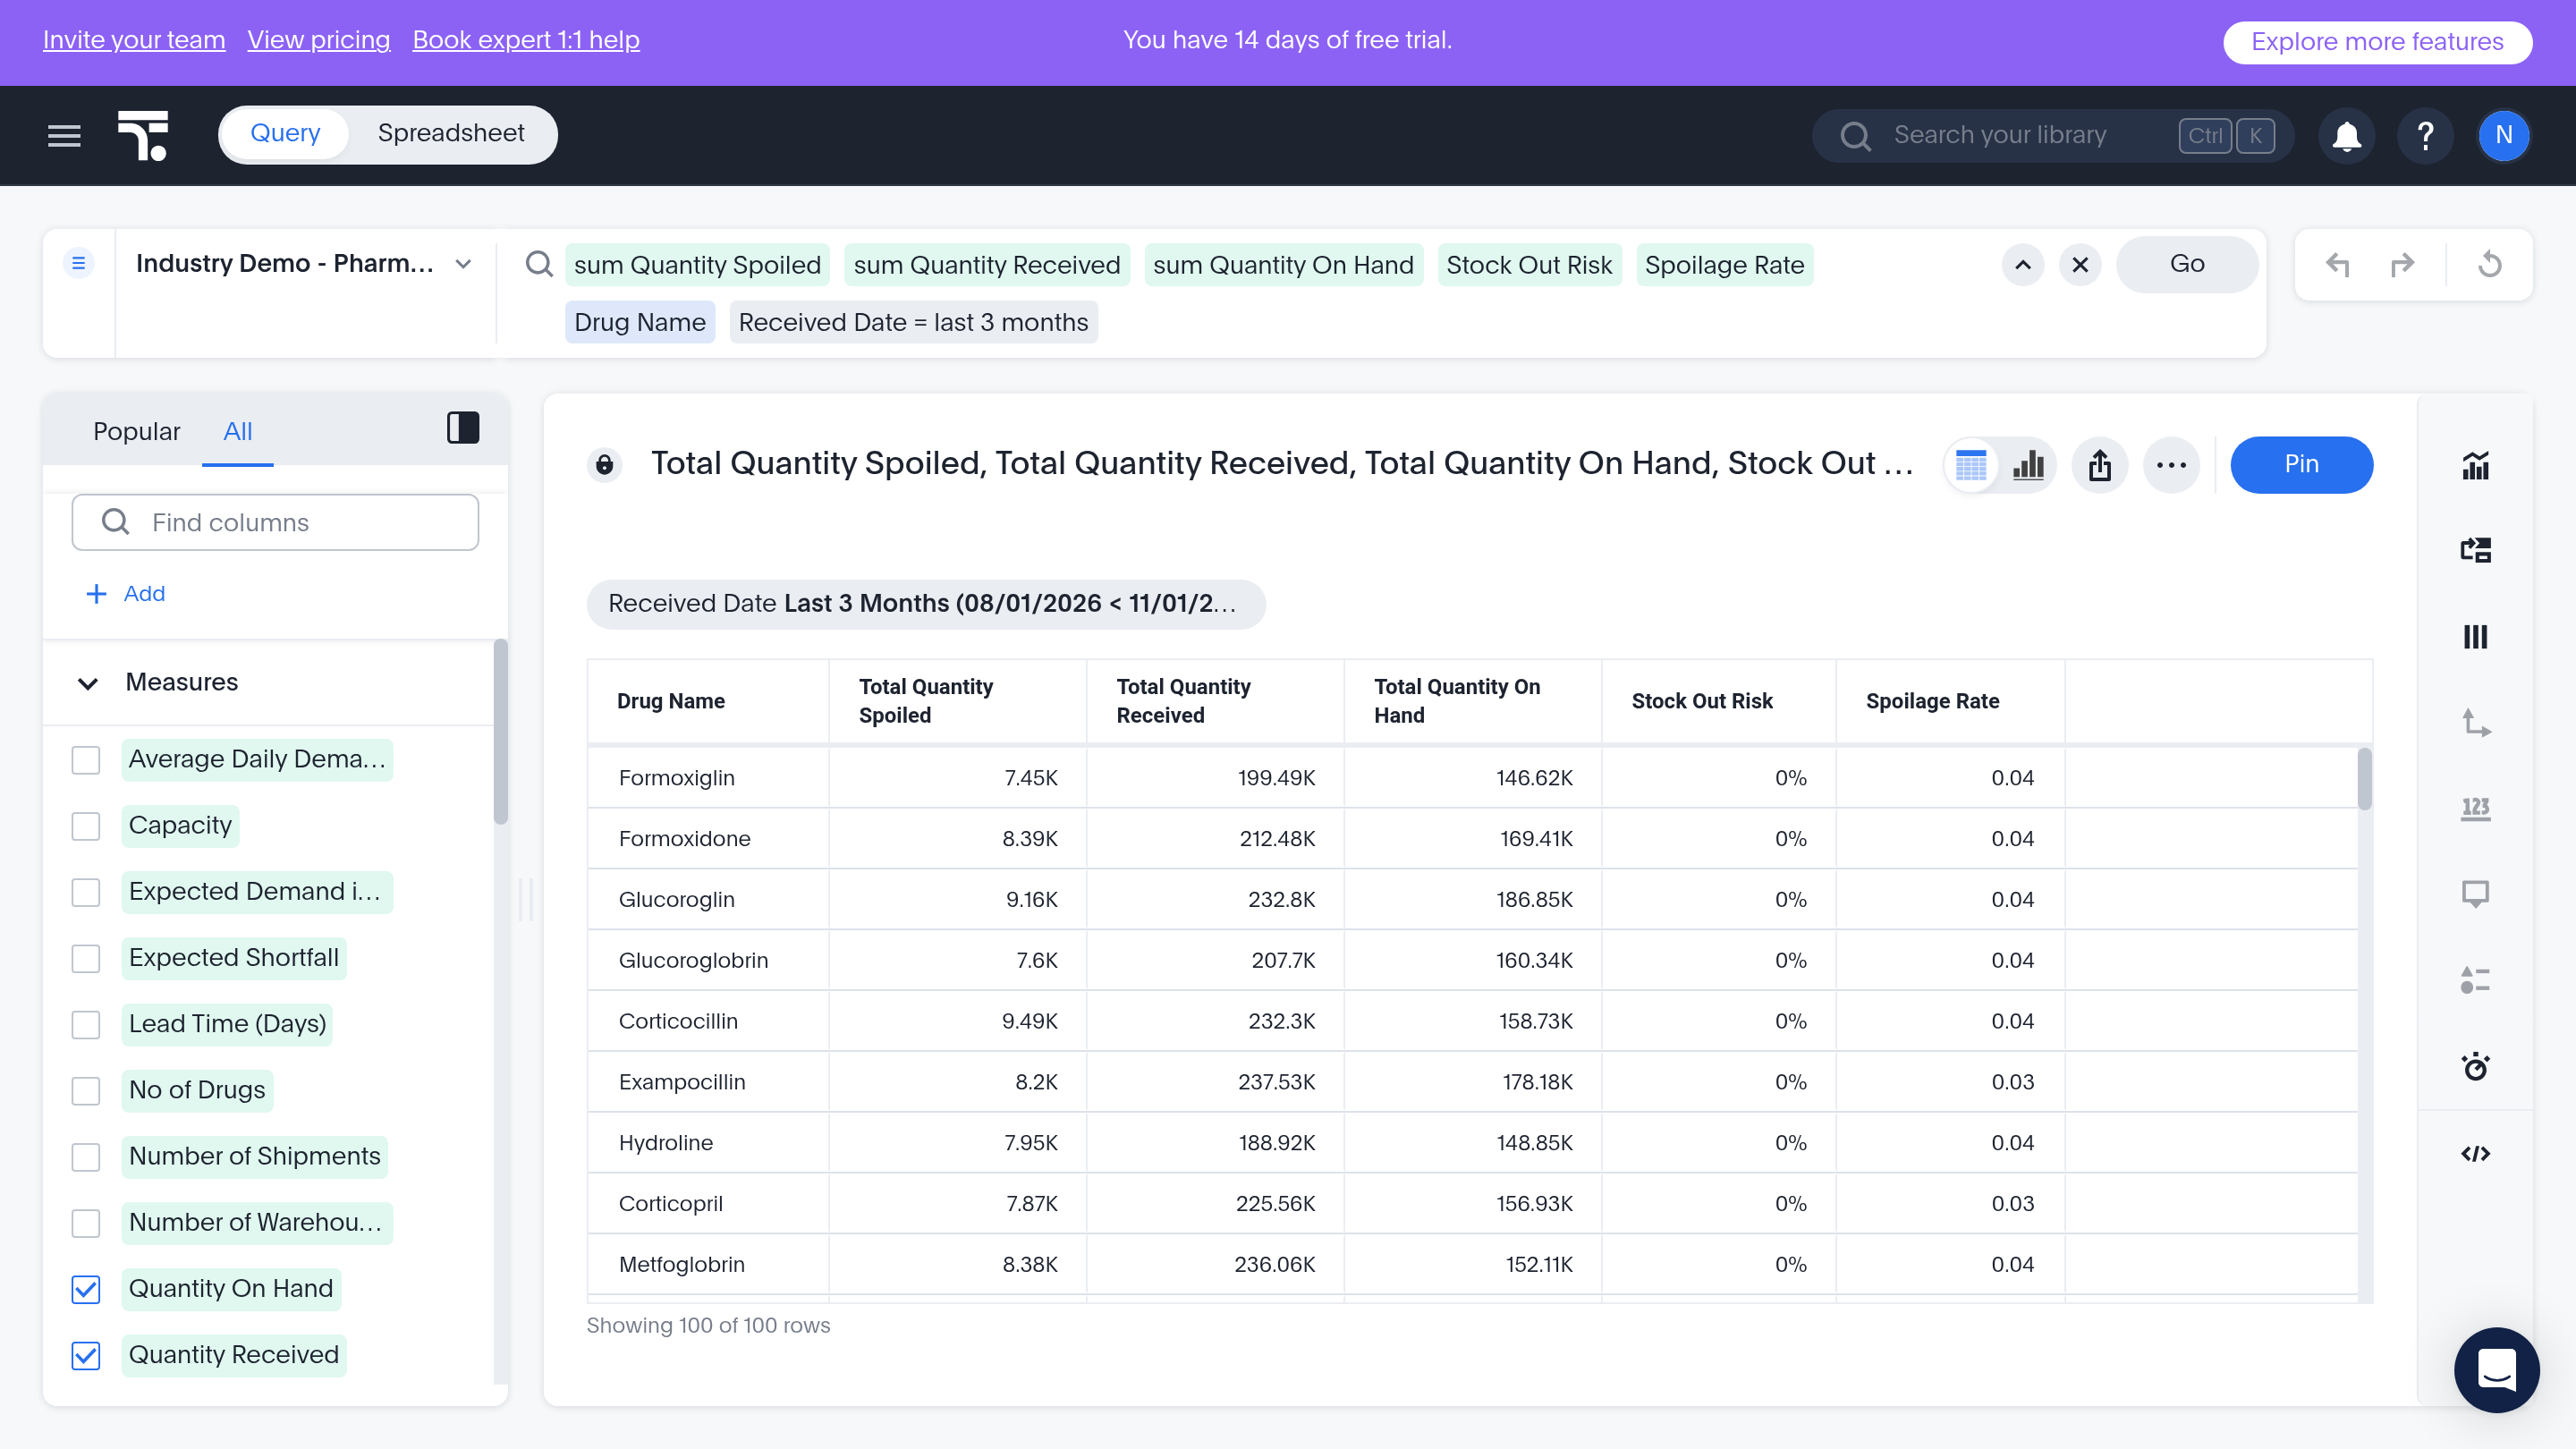 Invite your team View pricing Book expert 1:1 help You have 14 days of free trial. Explore more features
Query Spreadsheet Search your library Ctrl K ? N
Industry Demo - Pharm... sum Quantity Spoiled sum Quantity Received sum Quantity On Hand Stock Out Risk Spoilage Rate Go
Drug Name Received Date = last 3 months
Popular All
Find columns
Add
Measures
Average Daily Dema...
Capacity
Expected Demand i...
Expected Shortfall
Lead Time (Days)
No of Drugs
Number of Shipments
Number of Warehou...
Quantity On Hand
Quantity Received
Total Quantity Spoiled, Total Quantity Received, Total Quantity On Hand, Stock Out ... Pin
Received Date Last 3 Months (08/01/2026 < 11/01/2...
Drug Name Total Quantity Spoiled Total Quantity Received Total Quantity On Hand Stock Out Risk Spoilage Rate
Formoxiglin 7.45K 199.49K 146.62K 0% 0.04
Formoxidone 8.39K 212.48K 169.41K 0% 0.04
Glucoroglin 9.16K 232.8K 186.85K 0% 0.04
Glucoroglobrin 7.6K 207.7K 160.34K 0% 0.04
Corticocillin 9.49K 232.3K 158.73K 0% 0.04
Exampocillin 8.2K 237.53K 178.18K 0% 0.03
Hydroline 7.95K 188.92K 148.85K 0% 0.04
Corticopril 7.87K 225.56K 156.93K 0% 0.03
Metfoglobrin 8.38K 236.06K 152.11K 0% 0.04
Showing 100 of 100 rows
123